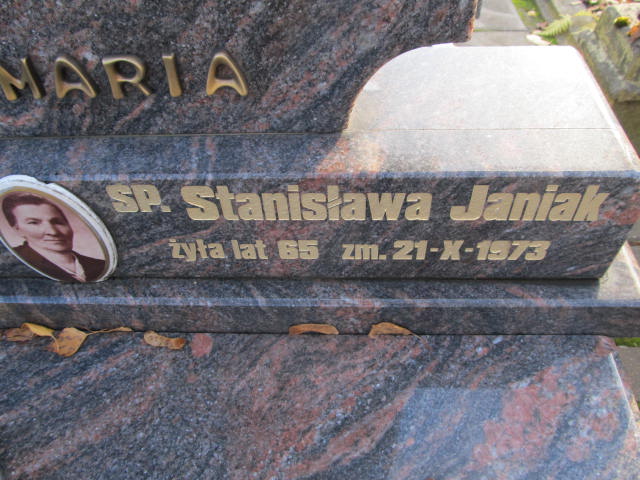 MARIA
SP. Stanisława Janiak
żyła lat 65 zm. 21-X-1973